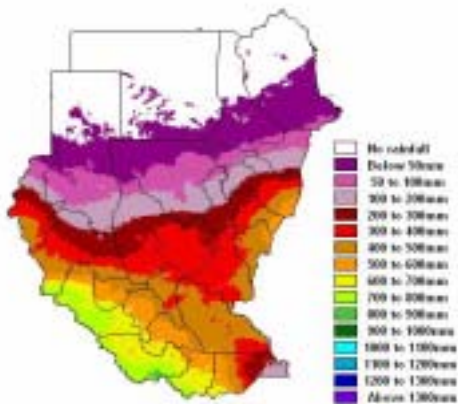 No rainfall
Below 50mm
50 to 100mm
100 to 200mm
200 to 300mm
300 to 400mm
400 to 500mm
500 to 600mm
600 to 700mm
700 to 800mm
800 to 900mm
900 to 1000mm
1000 to 1100mm
1100 to 1200mm
1200 to 1300mm
Above 1300mm